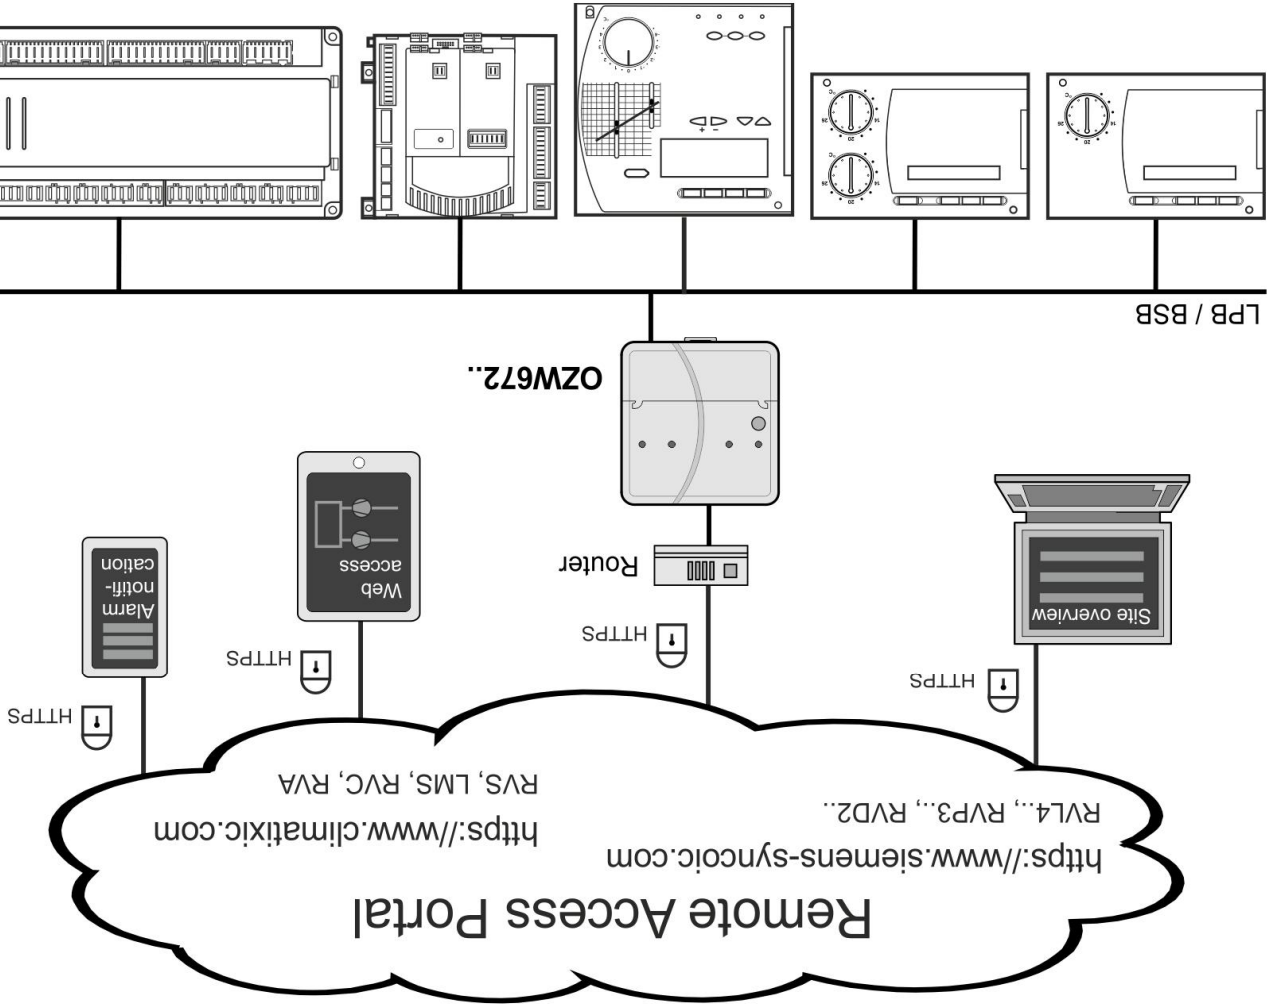 Remote Access Portal
https://www.siemens-syncoic.com
RVL4.., RVP3.., RVD2..
https://www.climatixic.com
RVS, LMS, RVC, RVA
HTTPS
HTTPS
HTTPS
HTTPS
Site overview
Router
Web
access
Alarm
notifi-
cation
OZW672..
LPB / BSB